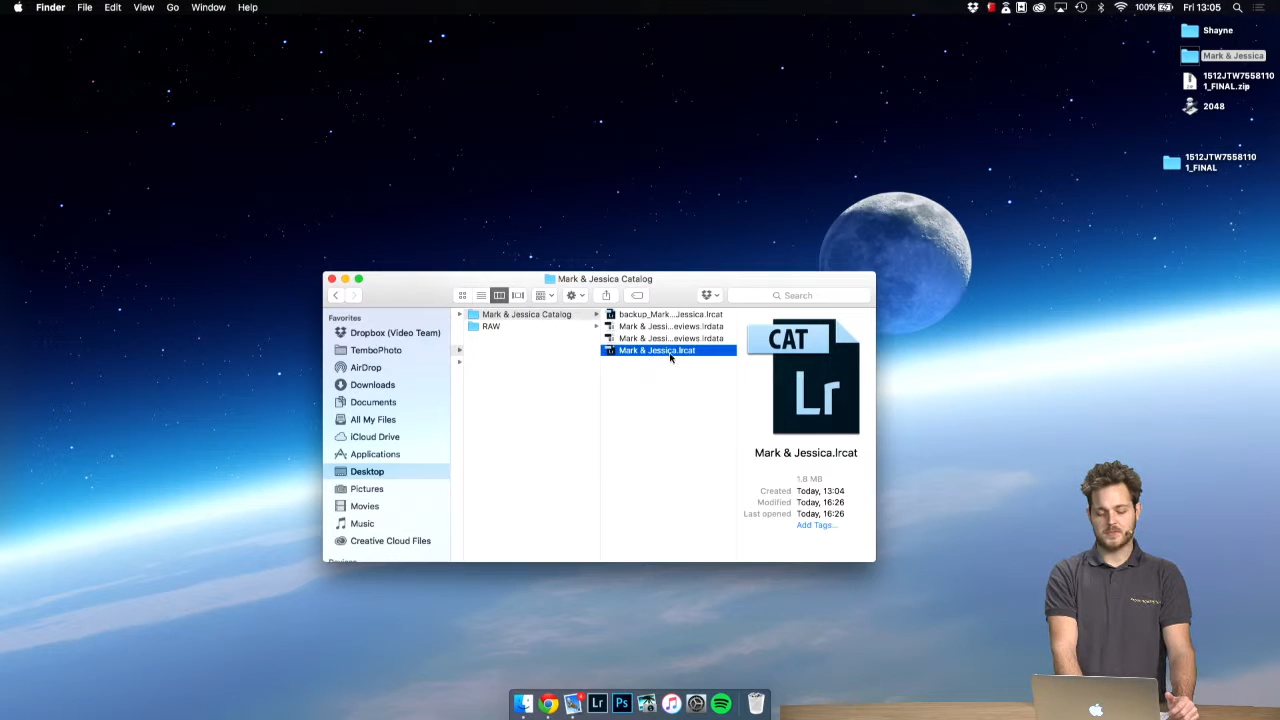 Finder File Edit View Go Window Help
100% Fri 13:05
Shayne
Mark & Jessica
1512JTW7558110
1_FINAL.zip
2048
1512JTW7558110
1_FINAL
Mark & Jessica Catalog
Search
Favorites
Dropbox (Video Team)
TemboPhoto
AirDrop
Downloads
Documents
All My Files
iCloud Drive
Applications
Desktop
Pictures
Movies
Music
Creative Cloud Files
Mark & Jessica Catalog
RAW
backup_Mark...Jessica.lrcat
Mark & Jessi...eviews.lrdata
Mark & Jessi...eviews.lrdata
Mark & Jessica.lrcat
CAT
Lr
Mark & Jessica.lrcat
1.8 MB
Created Today, 13:04
Modified Today, 16:26
Last opened Today, 16:26
Add Tags...
Lr Ps